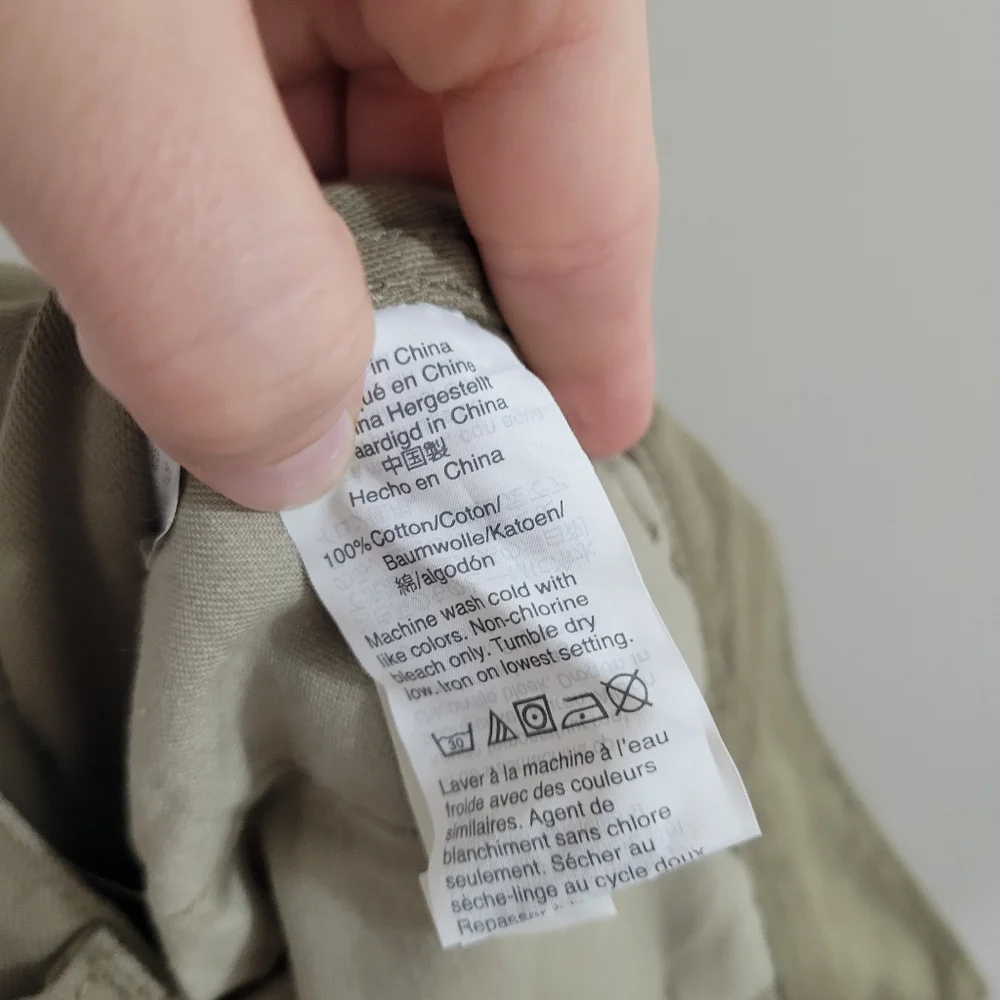 in China
ué en Chine
ina Hergestellt
aardigd in China
中国製
Hecho en China
100% Cotton/Coton/
Baumwolle/Katoen/
綿/algodón
Machine wash cold with
like colors. Non-chlorine
bleach only. Tumble dry
low. Iron on lowest setting.
30
Laver à la machine à l'eau
froide avec des couleurs
similaires. Agent de
blanchiment sans chlore
seulement. Sécher au
sèche-linge au cycle doux